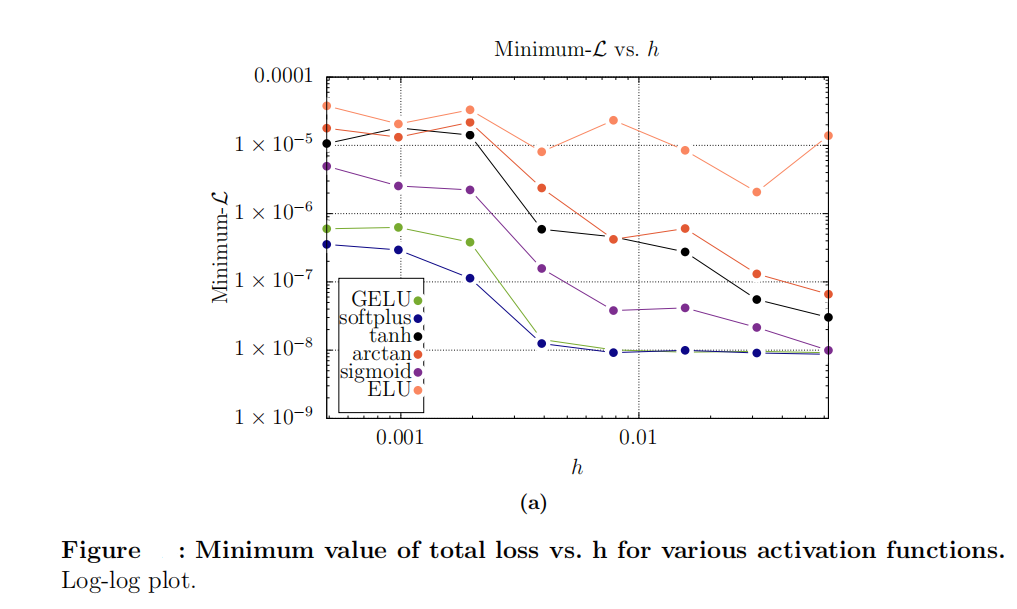 Minimum-ℒ vs. h
0.0001
1 × 10⁻⁵
1 × 10⁻⁶
1 × 10⁻⁷
1 × 10⁻⁸
1 × 10⁻⁹
Minimum-ℒ
GELU
softplus
tanh
arctan
sigmoid
ELU
0.001 0.01
h
(a)
Figure : Minimum value of total loss vs. h for various activation functions.
Log-log plot.